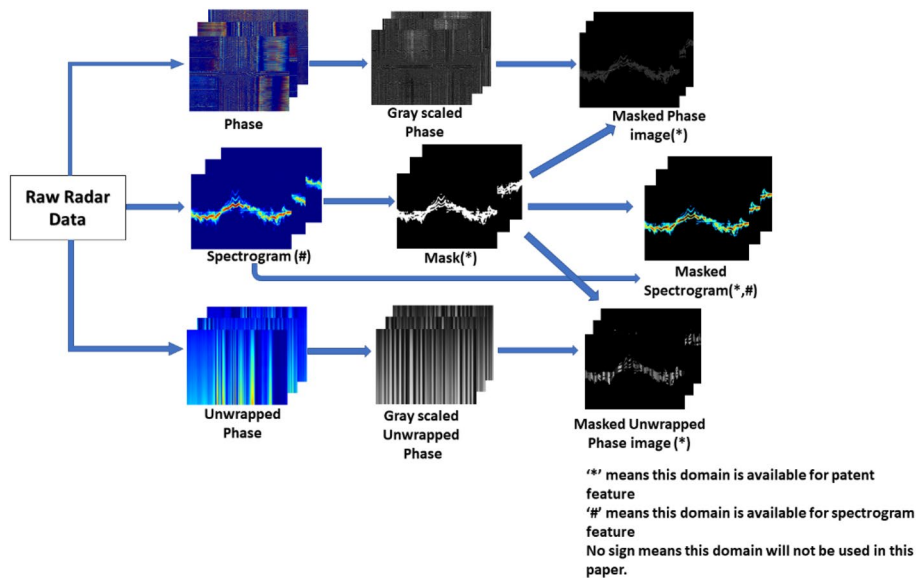 Phase
Gray scaled
Phase
Masked Phase
image(*)
Raw Radar
Data
Spectrogram (#)
Mask(*)
Masked
Spectrogram(*,#)
Unwrapped
Phase
Gray scaled
Unwrapped
Phase
Masked Unwrapped
Phase image (*)
‘*’ means this domain is available for patent
feature
‘#’ means this domain is available for spectrogram
feature
No sign means this domain will not be used in this
paper.